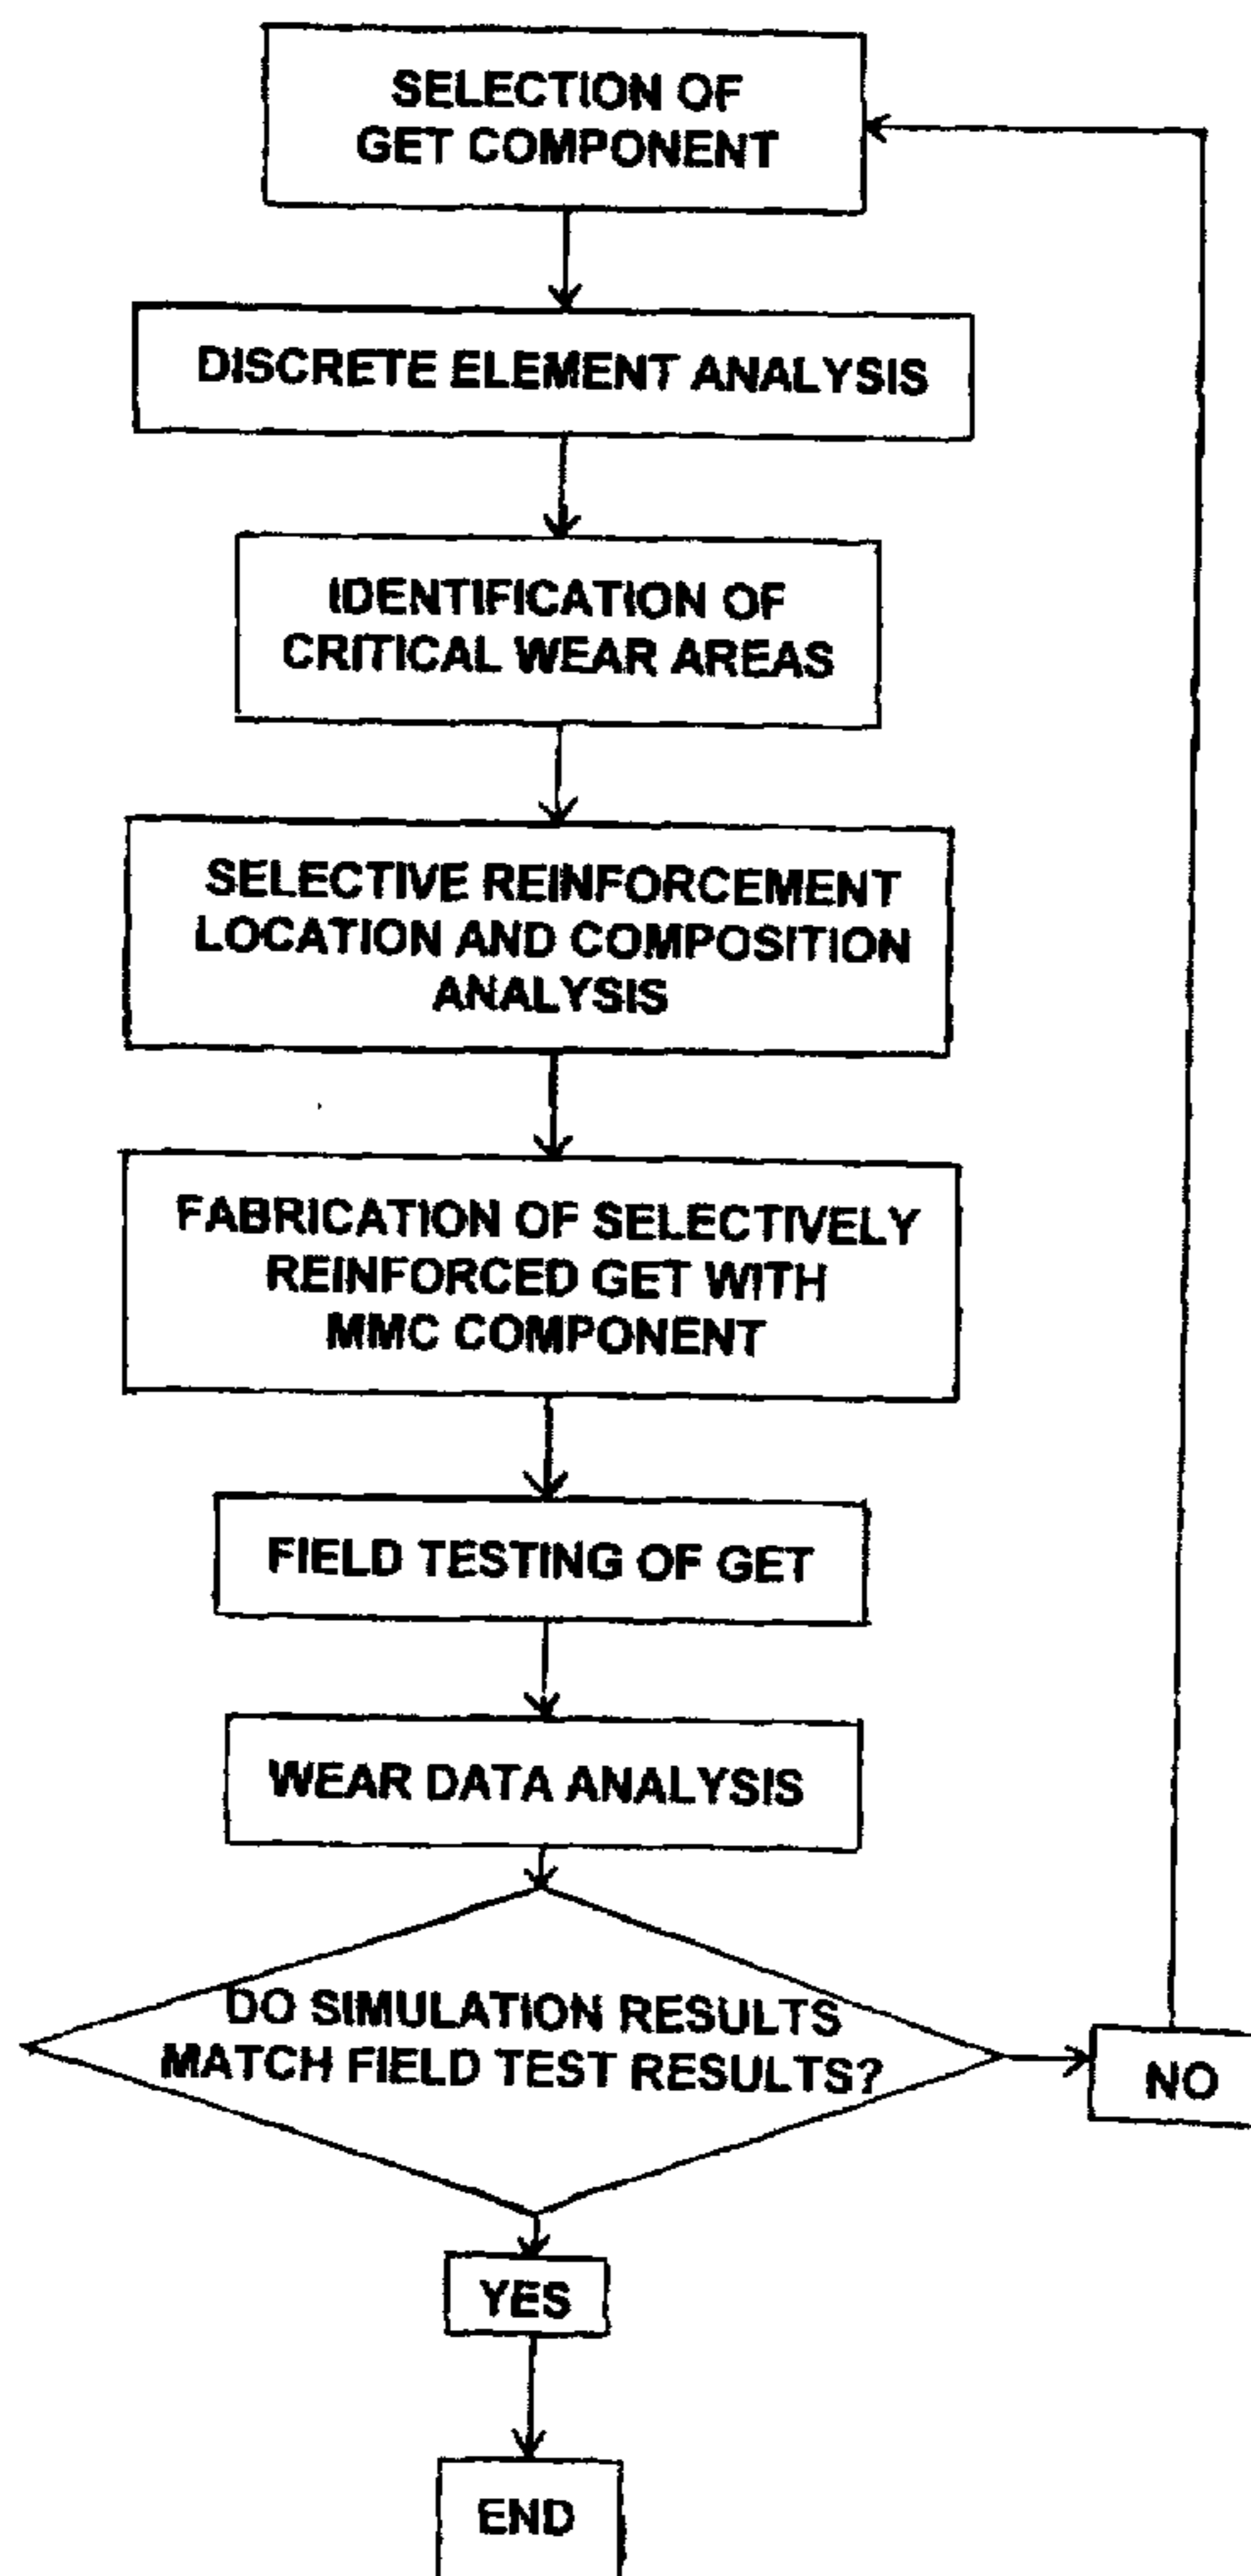 SELECTION OF
GET COMPONENT
DISCRETE ELEMENT ANALYSIS
IDENTIFICATION OF
CRITICAL WEAR AREAS
SELECTIVE REINFORCEMENT
LOCATION AND COMPOSITION
ANALYSIS
FABRICATION OF SELECTIVELY
REINFORCED GET WITH
MMC COMPONENT
FIELD TESTING OF GET
WEAR DATA ANALYSIS
DO SIMULATION RESULTS
MATCH FIELD TEST RESULTS?
NO
YES
END